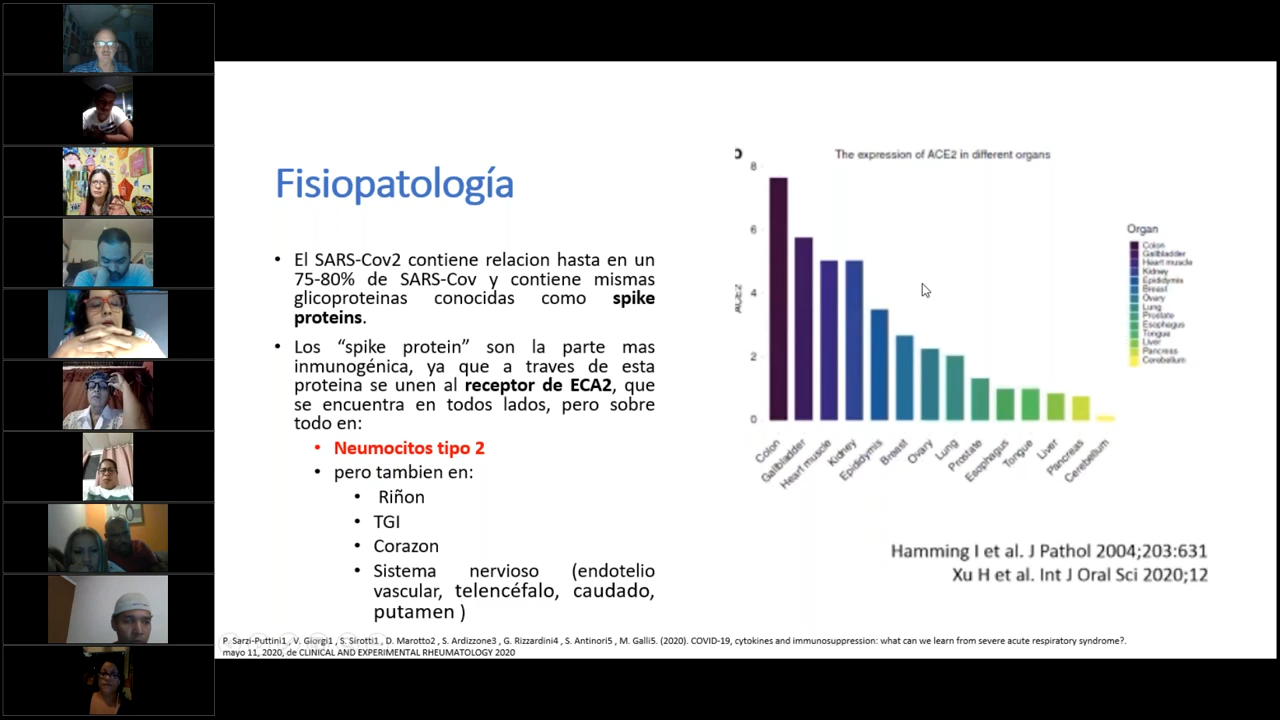 Fisiopatología
• El SARS-Cov2 contiene relacion hasta en un
75-80% de SARS-Cov y contiene mismas
glicoproteinas conocidas como spike
proteins.
• Los “spike protein” son la parte mas
inmunogénica, ya que a traves de esta
proteina se unen al receptor de ECA2, que
se encuentra en todos lados, pero sobre
todo en:
• Neumocitos tipo 2
• pero tambien en:
• Riñon
• TGI
• Corazon
• Sistema nervioso (endotelio
vascular, telencéfalo, caudado,
putamen )
The expression of ACE2 in different organs
ACE2
8
6
4
2
0
Colon
Gallbladder
Heart muscle
Kidney
Epididymis
Breast
Ovary
Lung
Prostate
Esophagus
Tongue
Liver
Pancreas
Cerebellum
Organ
Colon
Gallbladder
Heart muscle
Kidney
Epididymis
Breast
Ovary
Lung
Prostate
Esophagus
Tongue
Liver
Pancreas
Cerebellum
Hamming I et al. J Pathol 2004;203:631
Xu H et al. Int J Oral Sci 2020;12
P. Sarzi-Puttini1 , V. Giorgi1 , S. Sirotti1 , D. Marotto2 , S. Ardizzone3 , G. Rizzardini4 , S. Antinori5 , M. Galli5. (2020). COVID-19, cytokines and immunosuppression: what can we learn from severe acute respiratory syndrome?.
mayo 11, 2020, de CLINICAL AND EXPERIMENTAL RHEUMATOLOGY 2020